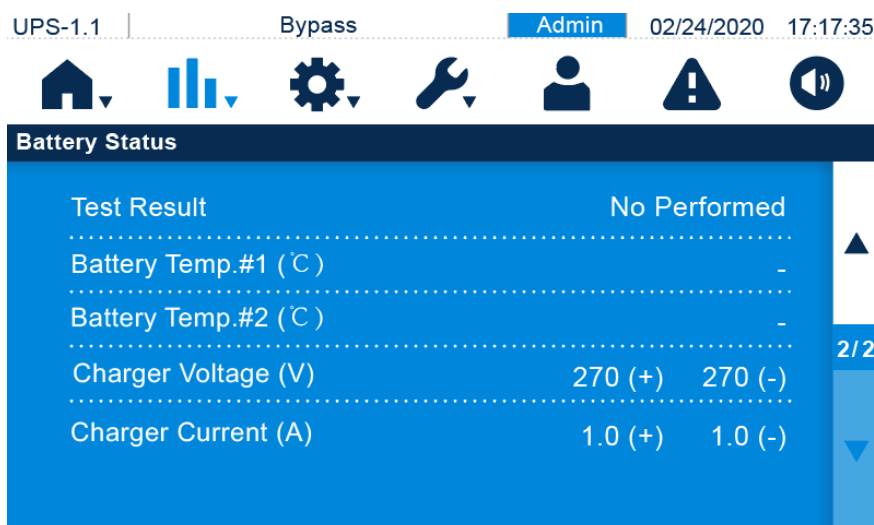 UPS-1.1 Bypass Admin 02/24/2020 17:17:35
Battery Status
Test Result No Performed
Battery Temp.#1 (℃) -
Battery Temp.#2 (℃) -
2/2
Charger Voltage (V) 270 (+) 270 (-)
Charger Current (A) 1.0 (+) 1.0 (-)